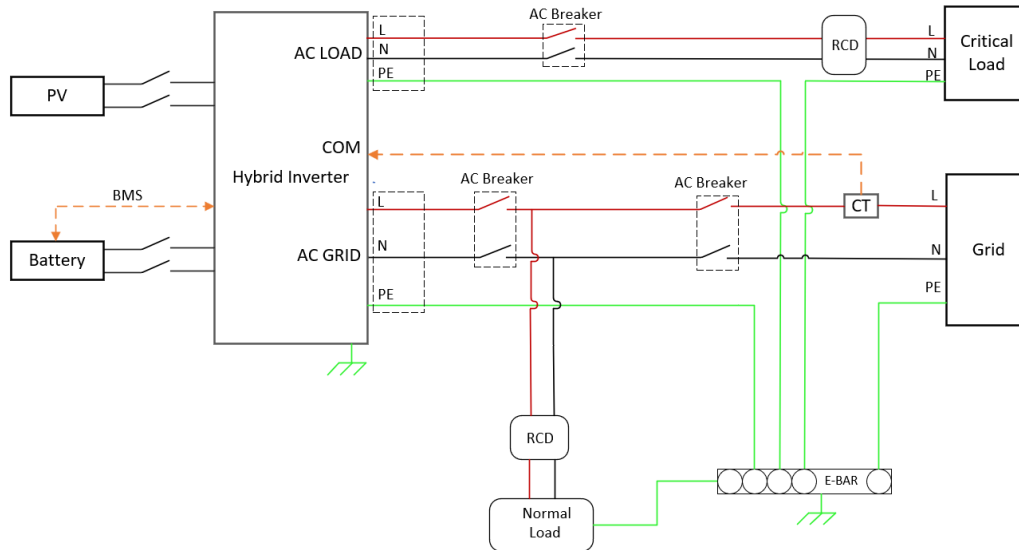 AC Breaker
L
AC LOAD
N
PE
RCD
L
N
PE
Critical
Load
PV
COM
Hybrid Inverter
BMS
AC Breaker
AC Breaker
L
CT
L
Battery
AC GRID
N
N
Grid
PE
PE
RCD
E-BAR
Normal
Load